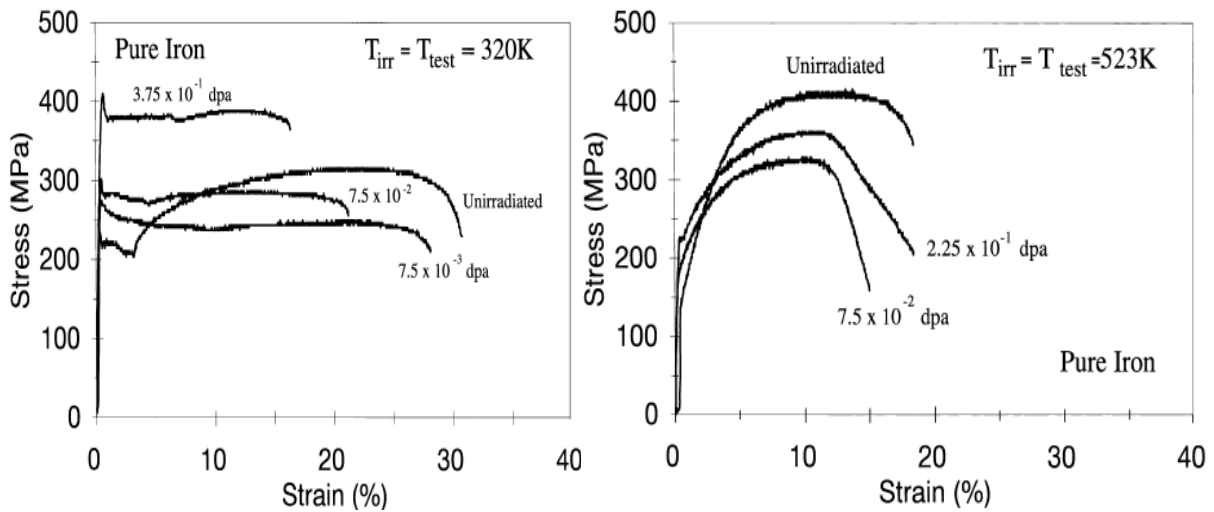 500
400
300
200
100
0
Stress (MPa)
Pure Iron
T_irr = T_test = 320K
3.75 x 10^-1 dpa
7.5 x 10^-2
Unirradiated
7.5 x 10^-3 dpa
0 10 20 30 40
Strain (%)
500
400
300
200
100
0
Stress (MPa)
Unirradiated
T_irr = T_test =523K
2.25 x 10^-1 dpa
7.5 x 10^-2 dpa
Pure Iron
0 10 20 30 40
Strain (%)